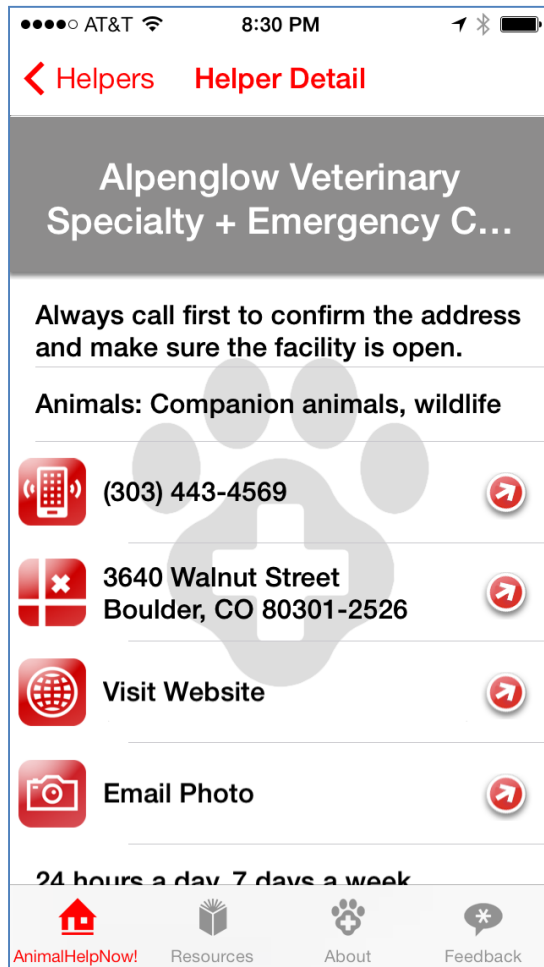 AT&T 8:30 PM
Helpers Helper Detail
Alpenglow Veterinary
Specialty + Emergency C...
Always call first to confirm the address
and make sure the facility is open.
Animals: Companion animals, wildlife
(303) 443-4569
3640 Walnut Street
Boulder, CO 80301-2526
Visit Website
Email Photo
24 hours a day, 7 days a week
AnimalHelpNow! Resources About Feedback